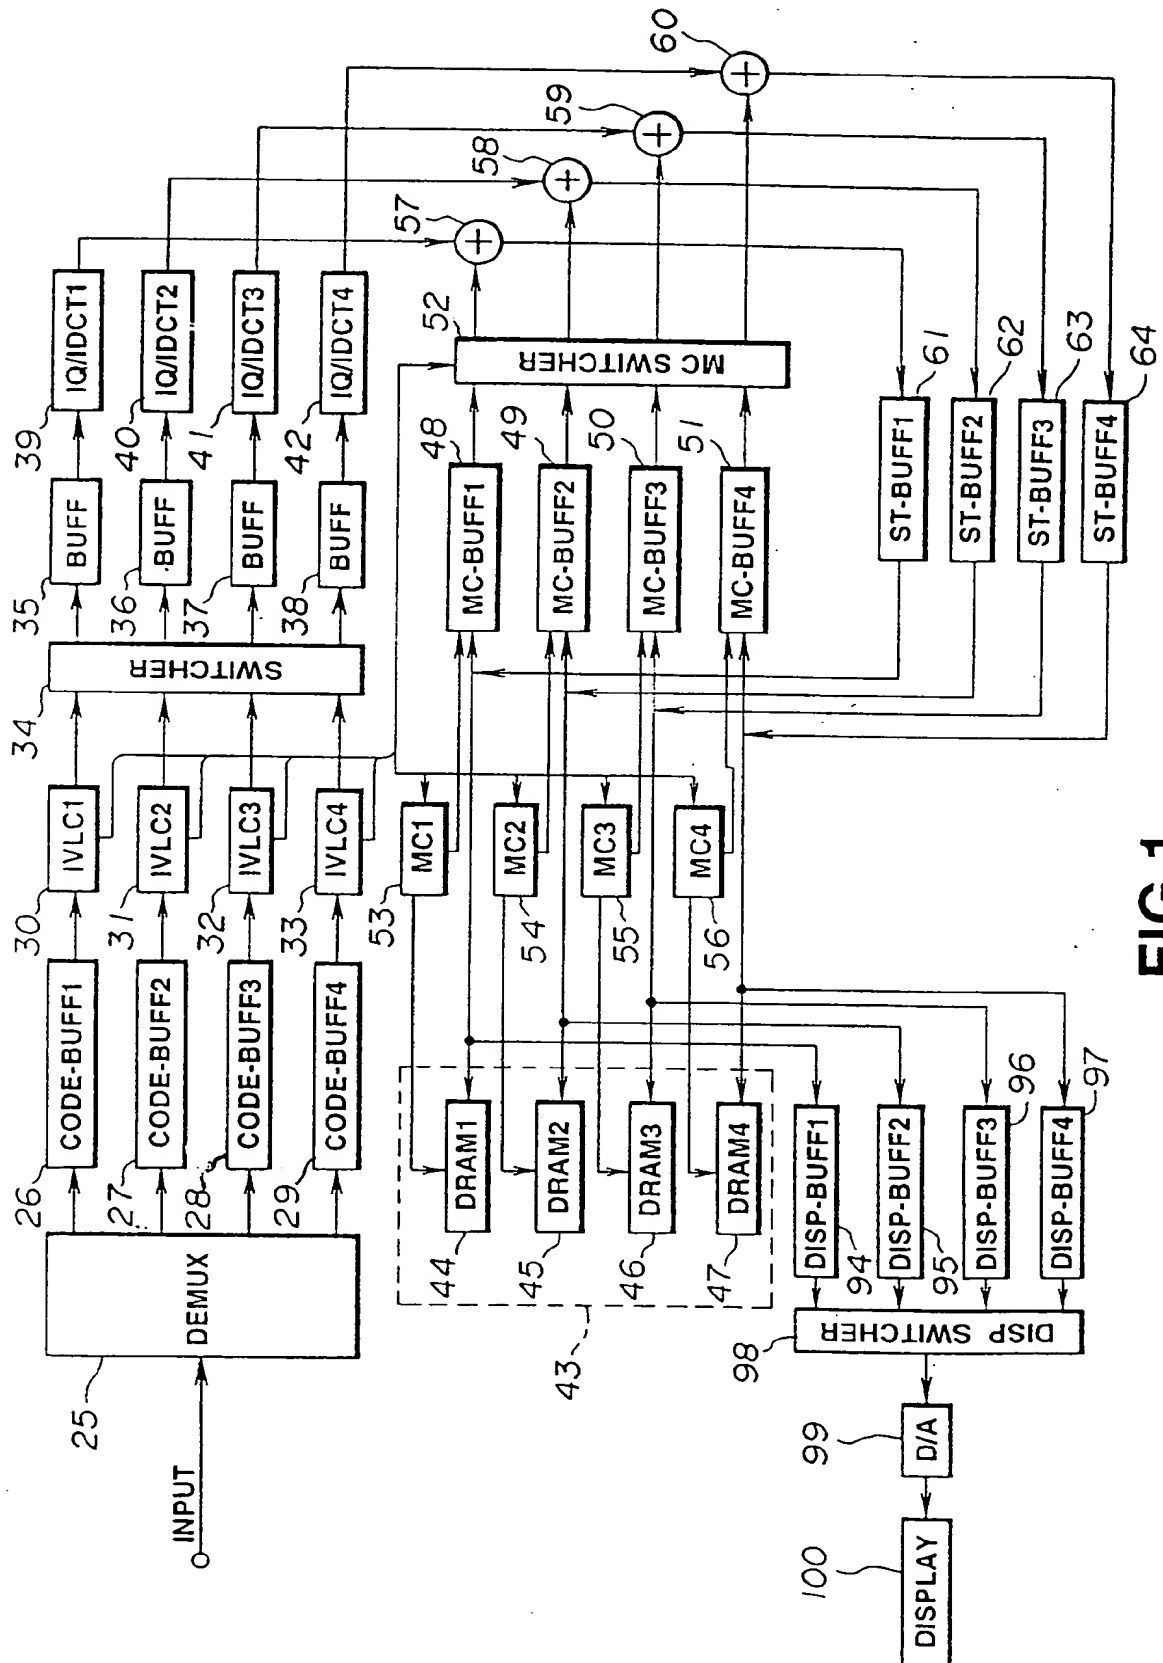 INPUT
25
DEMUX
26
CODE-BUFF1
27
CODE-BUFF2
28
CODE-BUFF3
29
CODE-BUFF4
30
IVLC1
31
IVLC2
32
IVLC3
33
IVLC4
34
SWITCHER
35
BUFF
36
BUFF
37
BUFF
38
BUFF
39
IQ/IDCT1
40
IQ/IDCT2
41
IQ/IDCT3
42
IQ/IDCT4
43
44
DRAM1
45
DRAM2
46
DRAM3
47
DRAM4
53
MC1
54
MC2
55
MC3
56
MC4
48
MC-BUFF1
49
MC-BUFF2
50
MC-BUFF3
51
MC-BUFF4
52
MC SWITCHER
57
+
58
+
59
+
60
+
61
ST-BUFF1
62
ST-BUFF2
63
ST-BUFF3
64
ST-BUFF4
94
DISP-BUFF1
95
DISP-BUFF2
96
DISP-BUFF3
97
DISP-BUFF4
98
DISP SWITCHER
99
D/A
100
DISPLAY
FIG.1